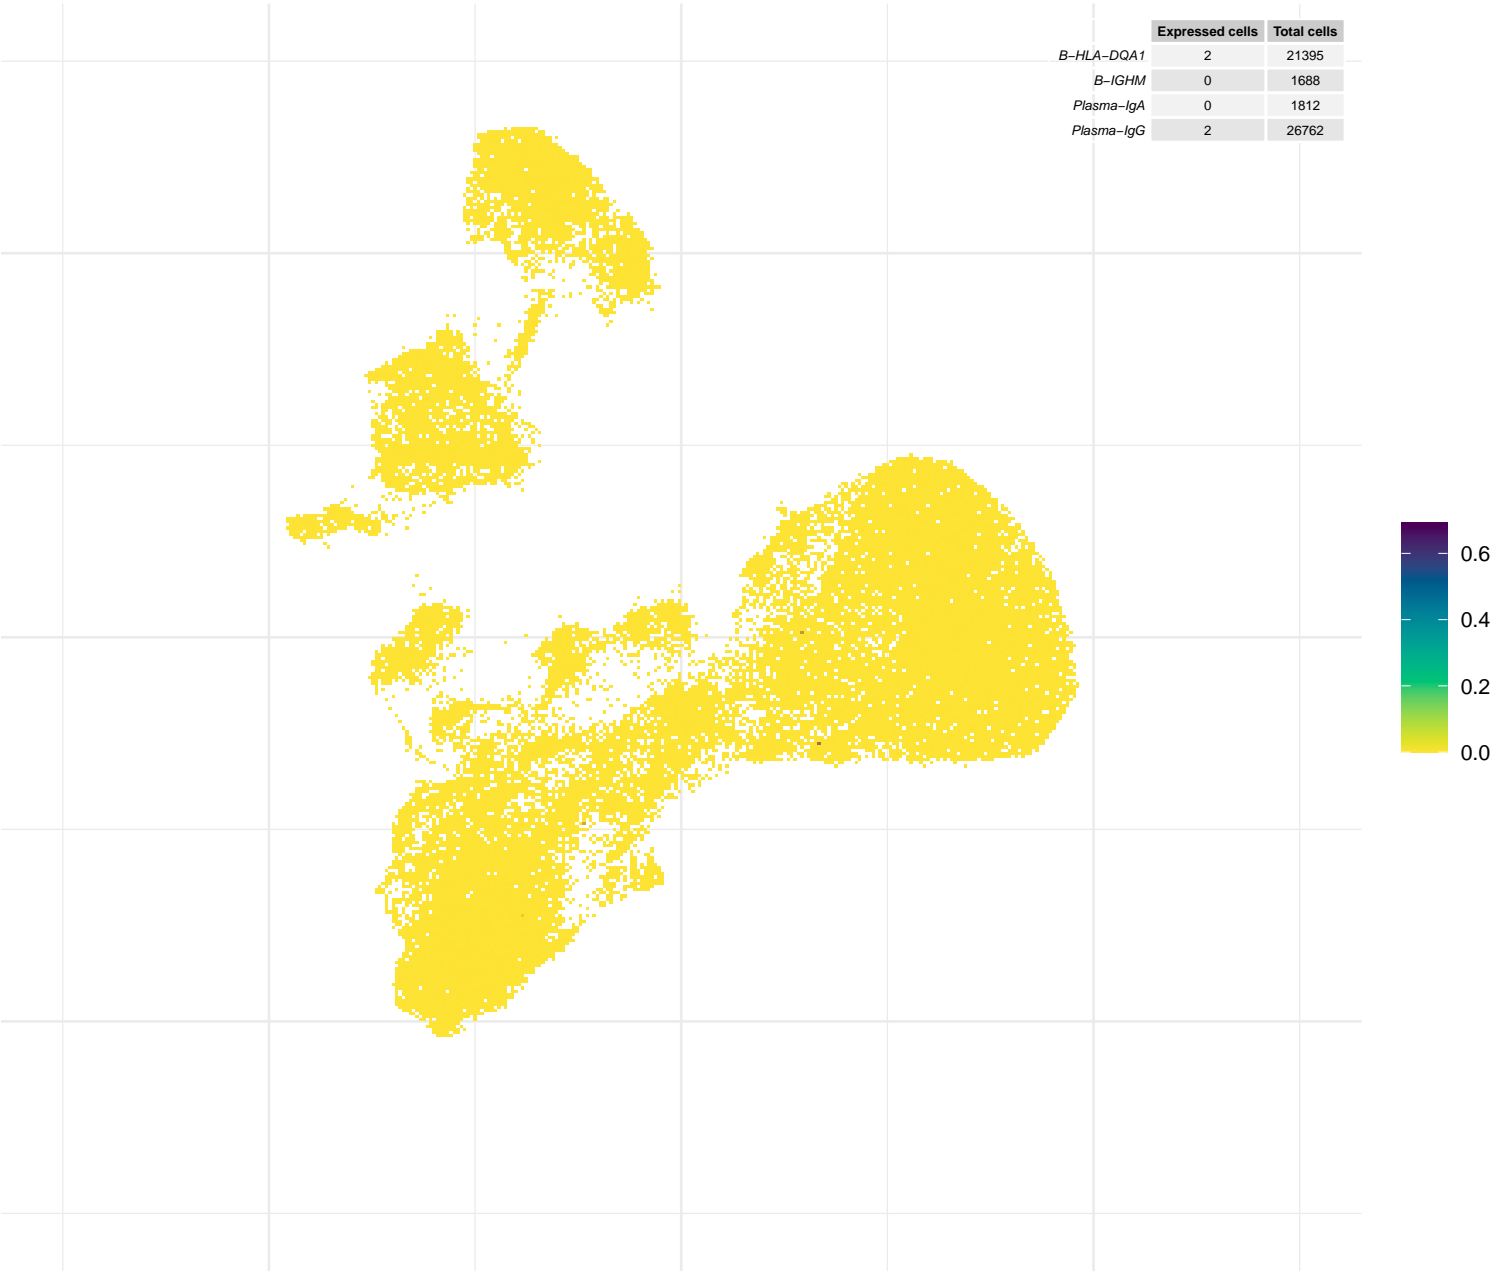 Expressed cells Total cells
B−HLA−DQA1 2 21395
B−IGHM 0 1688
Plasma−IgA 0 1812
Plasma−IgG 2 26762
0.6
0.4
0.2
0.0